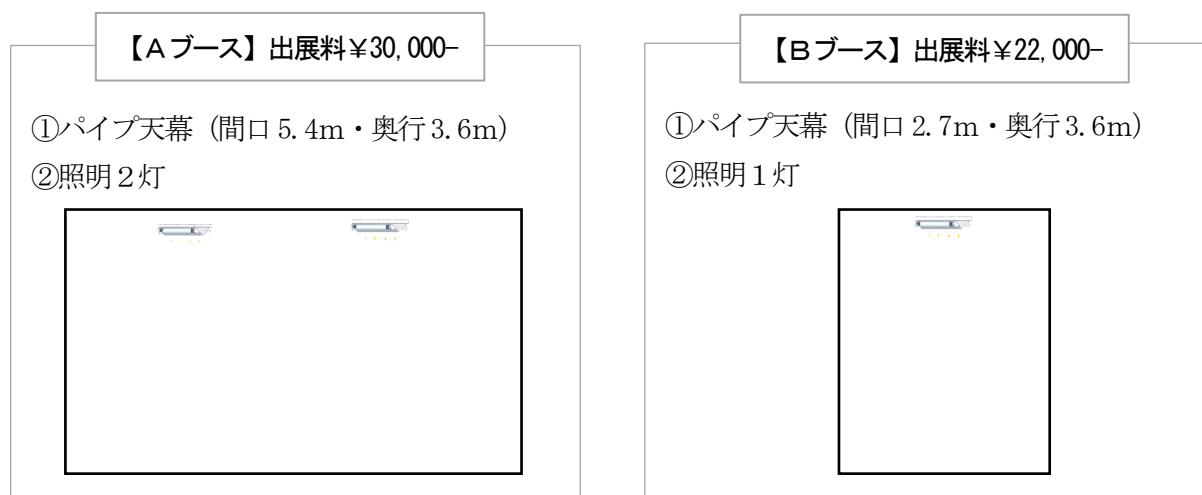 【Aブース】出展料￥30,000-
①パイプ天幕（間口5.4m・奥行3.6m）
②照明２灯
【Bブース】出展料￥22,000-
①パイプ天幕（間口2.7m・奥行3.6m）
②照明１灯